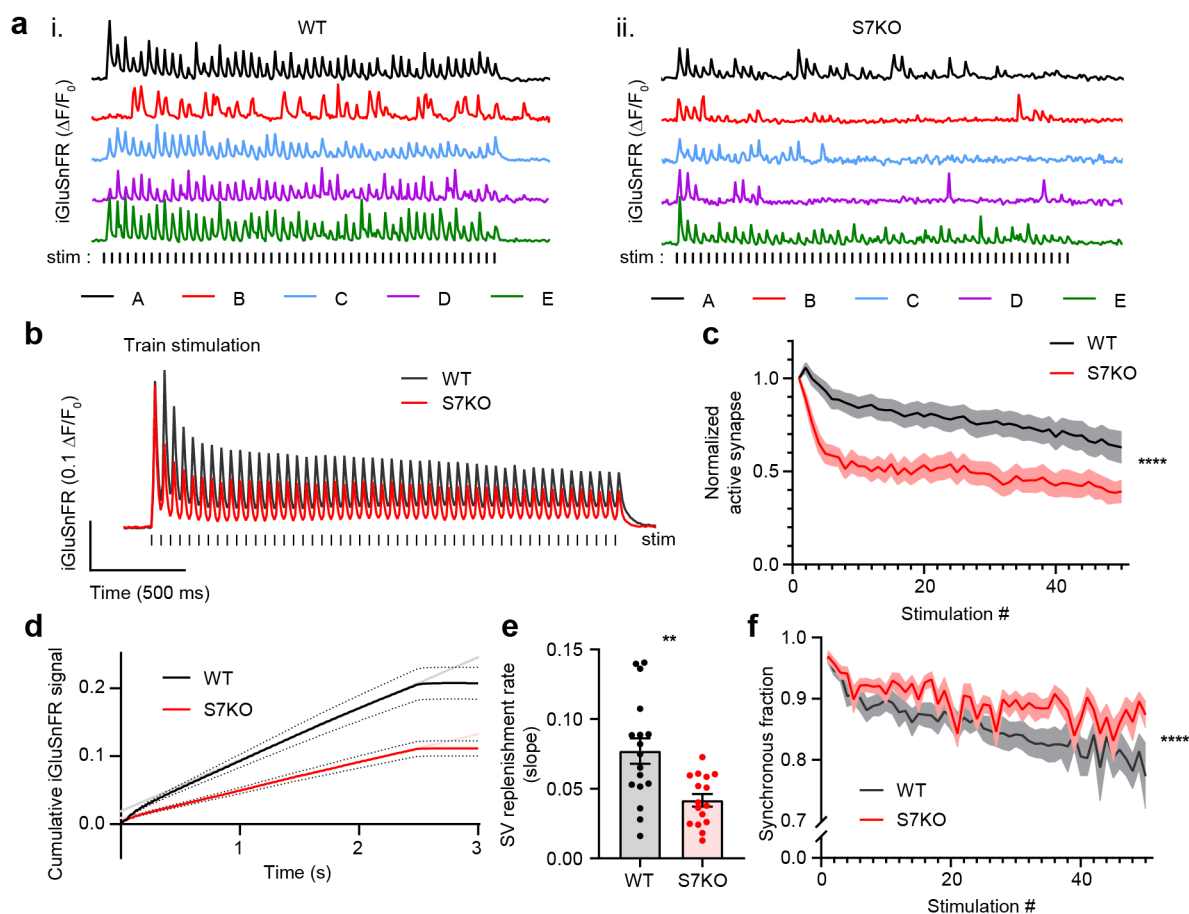 a i. WT ii. S7KO
iGluSnFR (ΔF/F0)
stim :
A B C D E
iGluSnFR (ΔF/F0)
stim :
A B C D E
b
Train stimulation
WT
S7KO
iGluSnFR (0.1 ΔF/F0)
stim
Time (500 ms)
c
WT
S7KO
Normalized
active synapse
1.0
0.5
0.0
0 20 40
Stimulation #
****
d
WT
S7KO
Cumulative iGluSnFR signal
0.2
0.1
0.0
1 2 3
Time (s)
e
**
SV replenishment rate
(slope)
0.15
0.10
0.05
0.00
WT S7KO
f
Synchronous fraction
1.0
0.9
0.8
0.7
0.0
WT
S7KO
0 20 40
Stimulation #
****